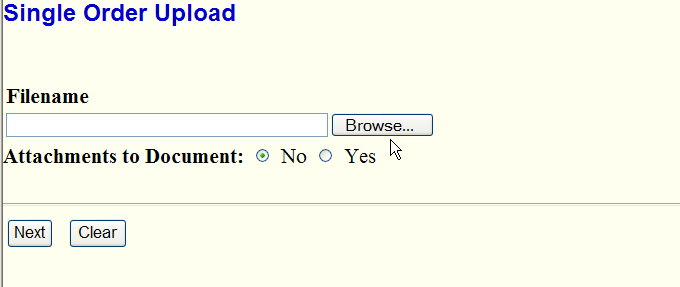 Single Order Upload
Filename
Browse...
Attachments to Document: No Yes
Next Clear